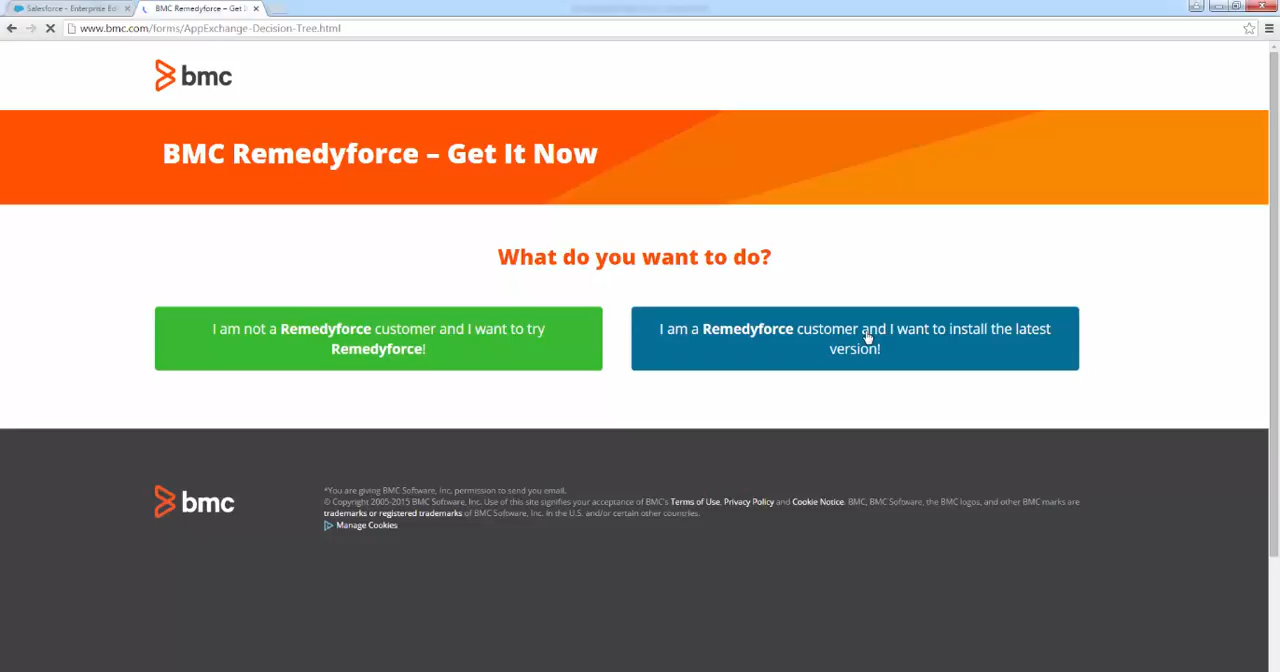 Salesforce - Enterprise Ed
BMC Remedyforce – Get I
www.bmc.com/forms/AppExchange-Decision-Tree.html
bmc
BMC Remedyforce – Get It Now
What do you want to do?
I am not a Remedyforce customer and I want to try
Remedyforce!
I am a Remedyforce customer and I want to install the latest
version!
bmc
*You are giving BMC Software, Inc. permission to send you email.
© Copyright 2005-2015 BMC Software, Inc. Use of this site signifies your acceptance of BMC's Terms of Use, Privacy Policy and Cookie Notice. BMC, BMC Software, the BMC logos, and other BMC marks are
trademarks or registered trademarks of BMC Software, Inc. in the U.S. and/or certain other countries.
Manage Cookies